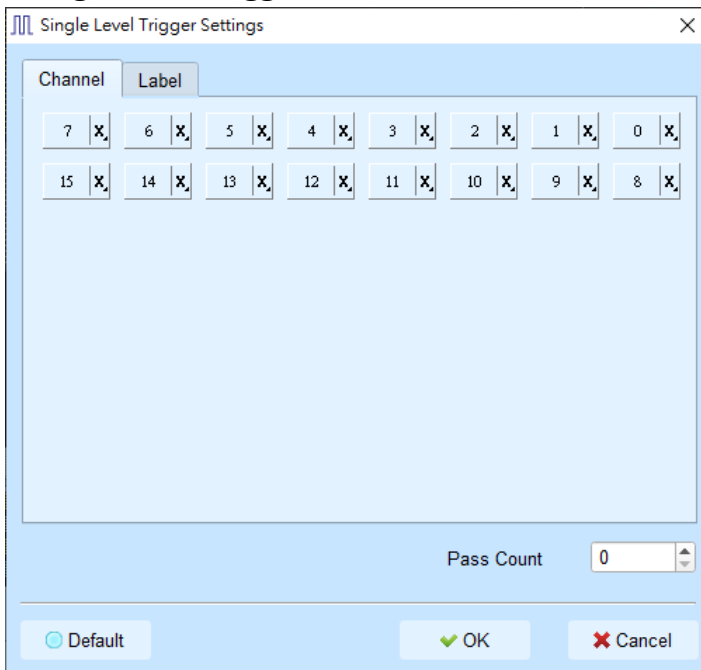 Single Level Trigger Settings
Channel Label
7 X 6 X 5 X 4 X 3 X 2 X 1 X 0 X
15 X 14 X 13 X 12 X 11 X 10 X 9 X 8 X
Pass Count 0
Default OK Cancel